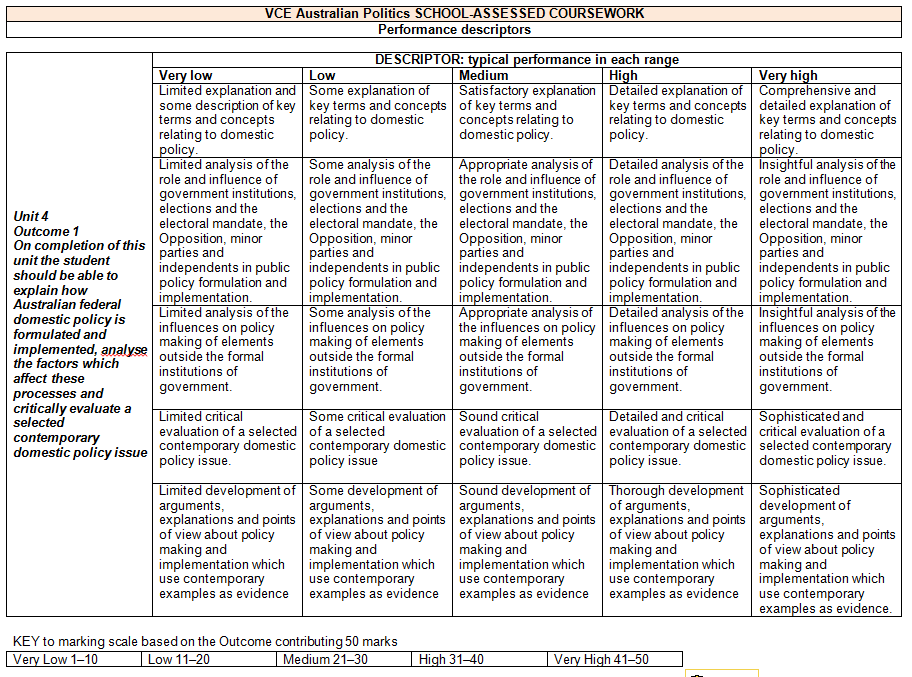 VCE Australian Politics SCHOOL-ASSESSED COURSEWORK
Performance descriptors
Unit 4
Outcome 1
On completion of this
unit the student
should be able to
explain how
Australian federal
domestic policy is
formulated and
implemented, analyse
the factors which
affect these
processes and
critically evaluate a
selected
contemporary
domestic policy issue
DESCRIPTOR: typical performance in each range
Very low
Low
Medium
High
Very high
Limited explanation and
some description of key
terms and concepts
relating to domestic
policy.
Some explanation of
key terms and concepts
relating to domestic
policy.
Satisfactory explanation
of key terms and
concepts relating to
domestic policy.
Detailed explanation of
key terms and concepts
relating to domestic
policy.
Comprehensive and
detailed explanation of
key terms and concepts
relating to domestic
policy.
Limited analysis of the
role and influence of
government institutions,
elections and the
electoral mandate, the
Opposition, minor
parties and
independents in public
policy formulation and
implementation.
Some analysis of the
role and influence of
government institutions,
elections and the
electoral mandate, the
Opposition, minor
parties and
independents in public
policy formulation and
implementation.
Appropriate analysis of
the role and influence of
government institutions,
elections and the
electoral mandate, the
Opposition, minor
parties and
independents in public
policy formulation and
implementation.
Detailed analysis of the
role and influence of
government institutions,
elections and the
electoral mandate, the
Opposition, minor
parties and
independents in public
policy formulation and
implementation.
Insightful analysis of the
role and influence of
government institutions,
elections and the
electoral mandate, the
Opposition, minor
parties and
independents in public
policy formulation and
implementation.
Limited analysis of the
influences on policy
making of elements
outside the formal
institutions of
government.
Some analysis of the
influences on policy
making of elements
outside the formal
institutions of
government.
Appropriate analysis of
the influences on policy
making of elements
outside the formal
institutions of
government.
Detailed analysis of the
influences on policy
making of elements
outside the formal
institutions of
government.
Insightful analysis of the
influences on policy
making of elements
outside the formal
institutions of
government.
Limited critical
evaluation of a selected
contemporary domestic
policy issue.
Some critical evaluation
of a selected
contemporary domestic
policy issue
Sound critical
evaluation of a selected
contemporary domestic
policy issue.
Detailed and critical
evaluation of a selected
contemporary domestic
policy issue.
Sophisticated and
critical evaluation of a
selected contemporary
domestic policy issue.
Limited development of
arguments,
explanations and points
of view about policy
making and
implementation which
use contemporary
examples as evidence
Some development of
arguments,
explanations and points
of view about policy
making and
implementation which
use contemporary
examples as evidence
Sound development of
arguments,
explanations and points
of view about policy
making and
implementation which
use contemporary
examples as evidence
Thorough development
of arguments,
explanations and points
of view about policy
making and
implementation which
use contemporary
examples as evidence
Sophisticated
development of
arguments,
explanations and points
of view about policy
making and
implementation which
use contemporary
examples as evidence.
KEY to marking scale based on the Outcome contributing 50 marks
Very Low 1–10
Low 11–20
Medium 21–30
High 31–40
Very High 41–50